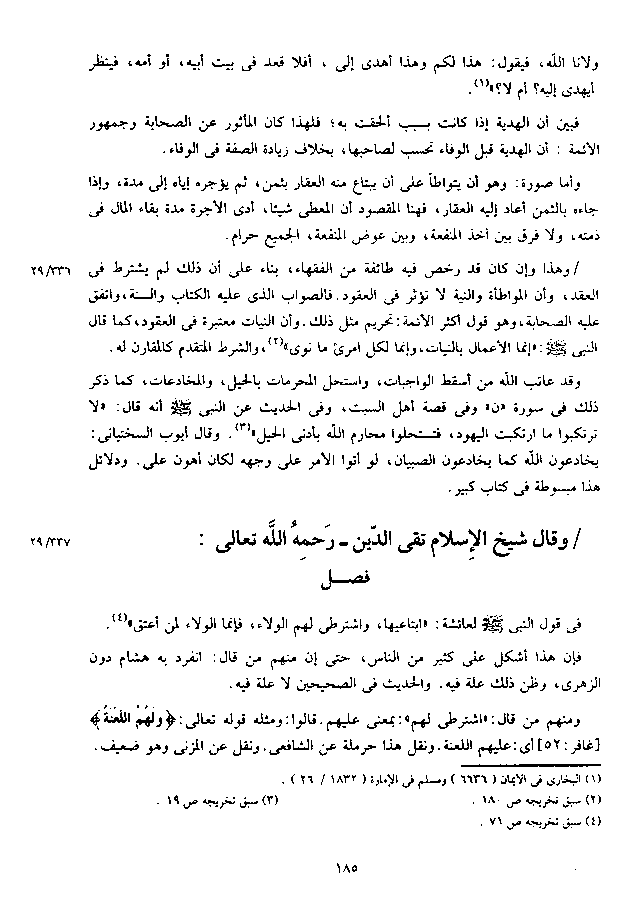 ولانا الله، فيقول: هذا لكم وهذا أهدى إلى ، أفلا قعد فى بيت أبيه، أو أمه، فينظر
أيهدى إليه؟ أم لا؟»(١).
فبين أن الهدية إذا كانت بسبب ألحقت به؛ فلهذا كان المأثور عن الصحابة وجمهور
الأئمة : أن الهدية قبل الوفاء تحسب لصاحبها، بخلاف زيادة الصفة فى الوفاء.
وأما صورة: وهو أن يتواطأ على أن يبتاع منه العقار بثمن، ثم يؤجره إياه إلى مدة، وإذا
جاءه بالثمن أعاد إليه العقار، فهنا المقصود أن المعطى شيئا، أدى الأجرة مدة بقاء المال فى
ذمته، ولا فرق بين أخذ المنفعة، وبين عوض المنفعة، الجميع حرام.
/ وهذا وإن كان قد رخص فيه طائفة من الفقهاء، بناء على أن ذلك لم يشترط فى ٢٩/٣٣٦
العقد، وأن المواطأة والنية لا تؤثر فى العقود. فالصواب الذى عليه الكتاب والسنة،واتفق
عليه الصحابة،وهو قول أكثر الأئمة:تحريم مثل ذلك.وأن النيات معتبرة فى العقود،كما قال
النبى ﷺ:«إنما الأعمال بالنيات،وإنما لكل امرئ ما نوى»(٢)،والشرط المتقدم كالمقارن له.
وقد عاتب الله من أسقط الواجبات، واستحل المحرمات بالحيل، والمخادعات، كما ذكر
ذلك فى سورة «ن» وفى قصة أهل السبت، وفى الحديث عن النبى ﷺ أنه قال: «لا
ترتكبوا ما ارتكبت اليهود، فتستحلوا محارم الله بأدنى الحيل»(٣). وقال أيوب السختيانى:
يخادعون الله كما يخادعون الصبيان، لو أتوا الأمر على وجهه لكان أهون على. ودلائل
هذا مبسوطة فى كتاب كبير.
/ وقال شيخ الإسلام تقى الدّين ـ رَحمِهُ اللَّه تعالى : ٢٩/٣٣٧
فصـــل
فى قول النبى ﷺ لعائشة: «ابتاعيها، واشترطى لهم الولاء، فإنما الولاء لمن أعتق»(٤).
فإن هذا أشكل على كثير من الناس، حتى إن منهم من قال: انفرد به هشام دون
الزهرى، وظن ذلك علة فيه. والحديث فى الصحيحين لا علة فيه.
ومنهم من قال:«اشترطى لهم»:بمعنى عليهم.قالوا:ومثله قوله تعالى:﴿وَلَهُمُ اللَّعْنَةُ﴾
[غافر:٥٢] أى:عليهم اللعنة.ونقل هذا حرملة عن الشافعى.ونقل عن المزنى وهو ضعيف.
(١) البخارى فى الأيمان ( ٦٦٣٦ ) ومسلم فى الإمارة ( ١٨٣٢ / ٢٦ ) .
(٢) سبق تخريجه ص ١٨٠ . (٣) سبق تخريجه ص ١٩ .
(٤) سبق تخريجه ص ٧١ .
١٨٥